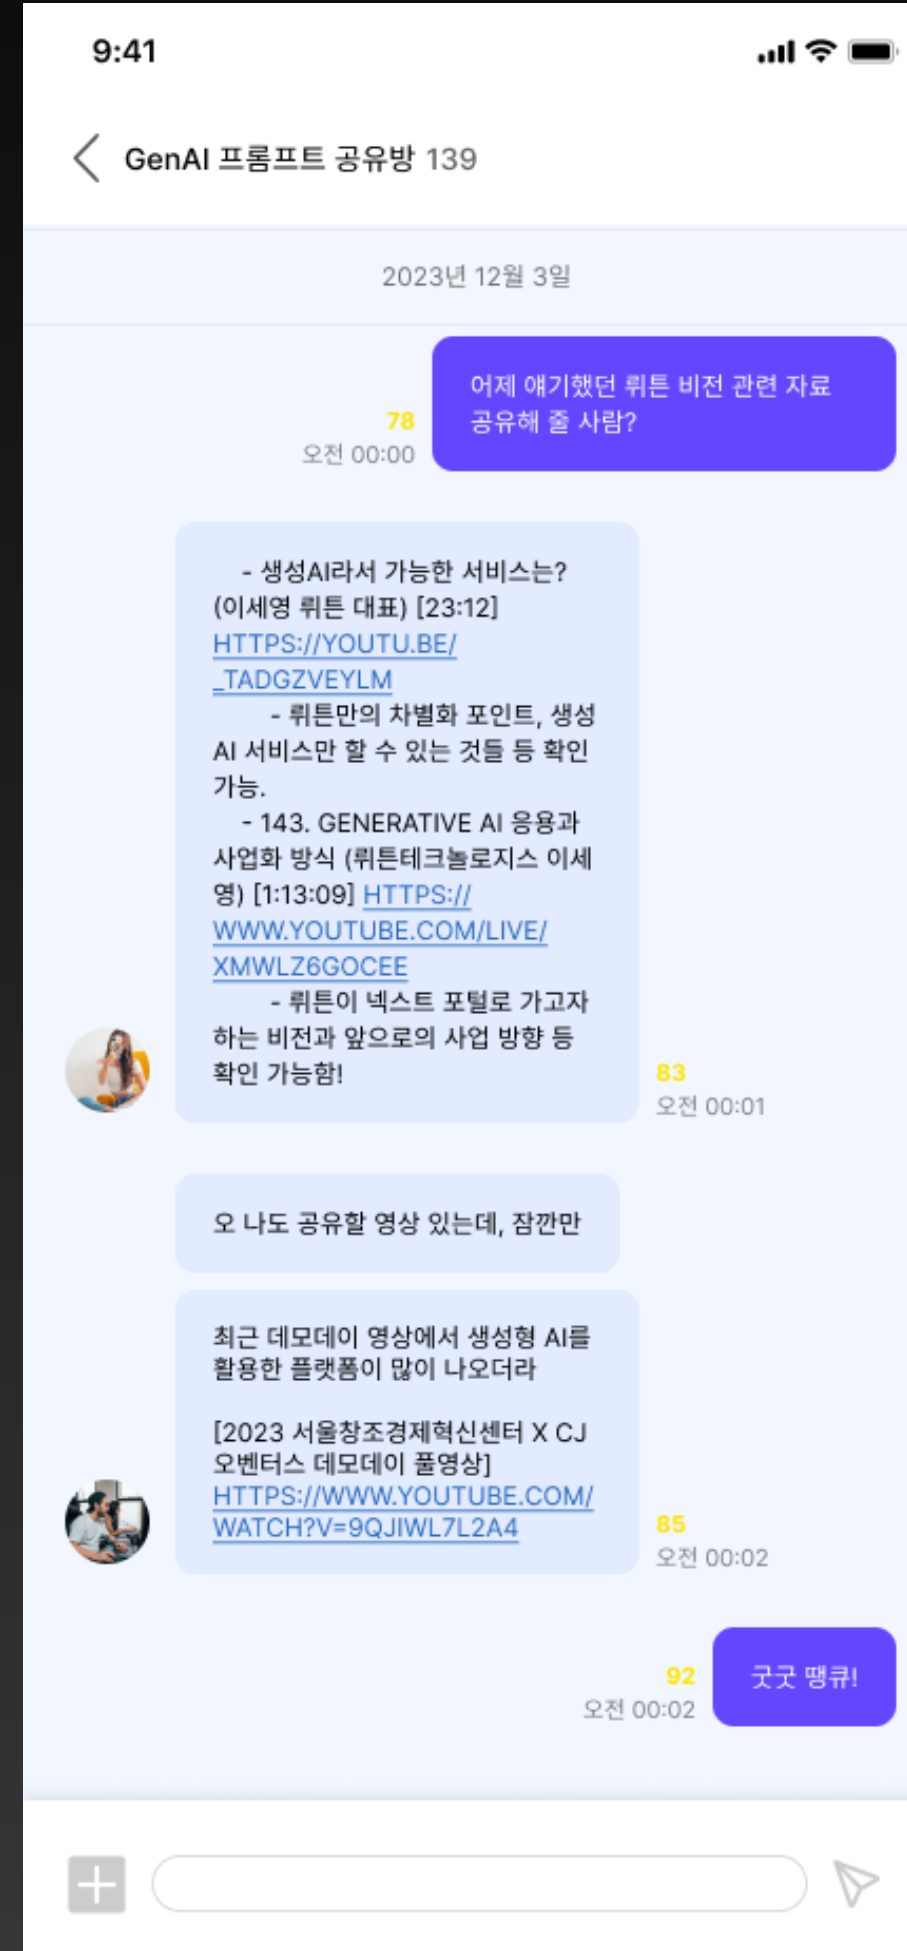 9:41
GenAI 프롬프트 공유방 139
2023년 12월 3일
어제 얘기했던 뤼튼 비전 관련 자료
공유해 줄 사람?
78
오전 00:00
- 생성AI라서 가능한 서비스는?
(이세영 뤼튼 대표) [23:12]
HTTPS://YOUTU.BE/
_TADGZVEYLM
- 뤼튼만의 차별화 포인트, 생성
AI 서비스만 할 수 있는 것들 등 확인
가능.
- 143. GENERATIVE AI 응용과
사업화 방식 (뤼튼테크놀로지스 이세
영) [1:13:09] HTTPS://
WWW.YOUTUBE.COM/LIVE/
XMWLZ6GOCEE
- 뤼튼이 넥스트 포털로 가고자
하는 비전과 앞으로의 사업 방향 등
확인 가능함!
83
오전 00:01
오 나도 공유할 영상 있는데, 잠깐만
최근 데모데이 영상에서 생성형 AI를
활용한 플랫폼이 많이 나오더라
[2023 서울창조경제혁신센터 X CJ
오벤터스 데모데이 풀영상]
HTTPS://WWW.YOUTUBE.COM/
WATCH?V=9QJIWL7L2A4
85
오전 00:02
굿굿 땡큐!
92
오전 00:02